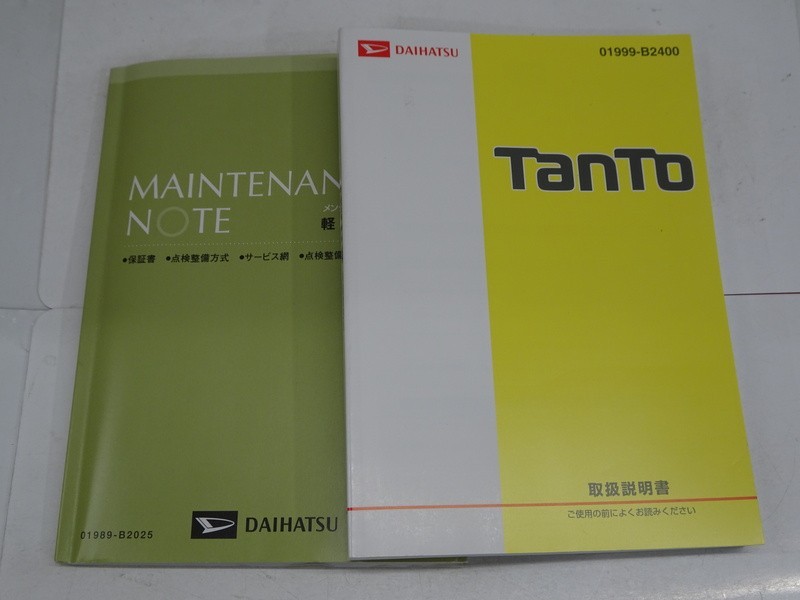 DAIHATSU
01999-B2400
TanTo
取扱説明書
ご使用の前によくお読みください
MAINTENAN
NOTE
メン
軽
●保証書 ●点検整備方式 ●サービス網 ●点検整備
01989-B2025
DAIHATSU